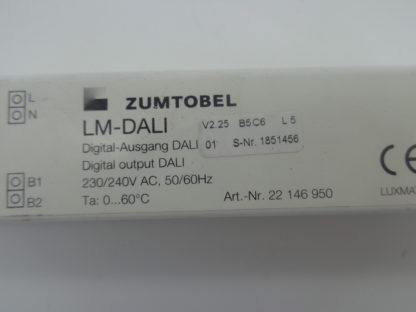 L
N
ZUMTOBEL
LM-DALI
V2.25 B5C6 L 5
Digital-Ausgang DALI
01 S-Nr. 1851456
Digital output DALI
B1
230/240V AC, 50/60Hz
B2
Ta: 0...60°C
Art.-Nr. 22 146 950
CE